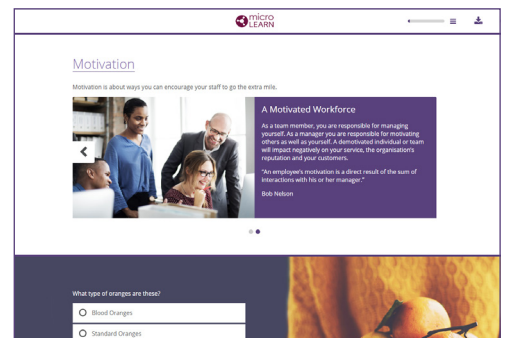 micro
LEARN
Motivation
Motivation is about ways you can encourage your staff to go the extra mile.
A Motivated Workforce
As a team member, you are responsible for managing
yourself. As a manager you are responsible for motivating
others as well as yourself. A demotivated individual or team
will impact negatively on your service, the organisation's
reputation and your customers.
"An employee's motivation is a direct result of the sum of
interactions with his or her manager."
Bob Nelson
What type of oranges are these?
Blood Oranges
Standard Oranges